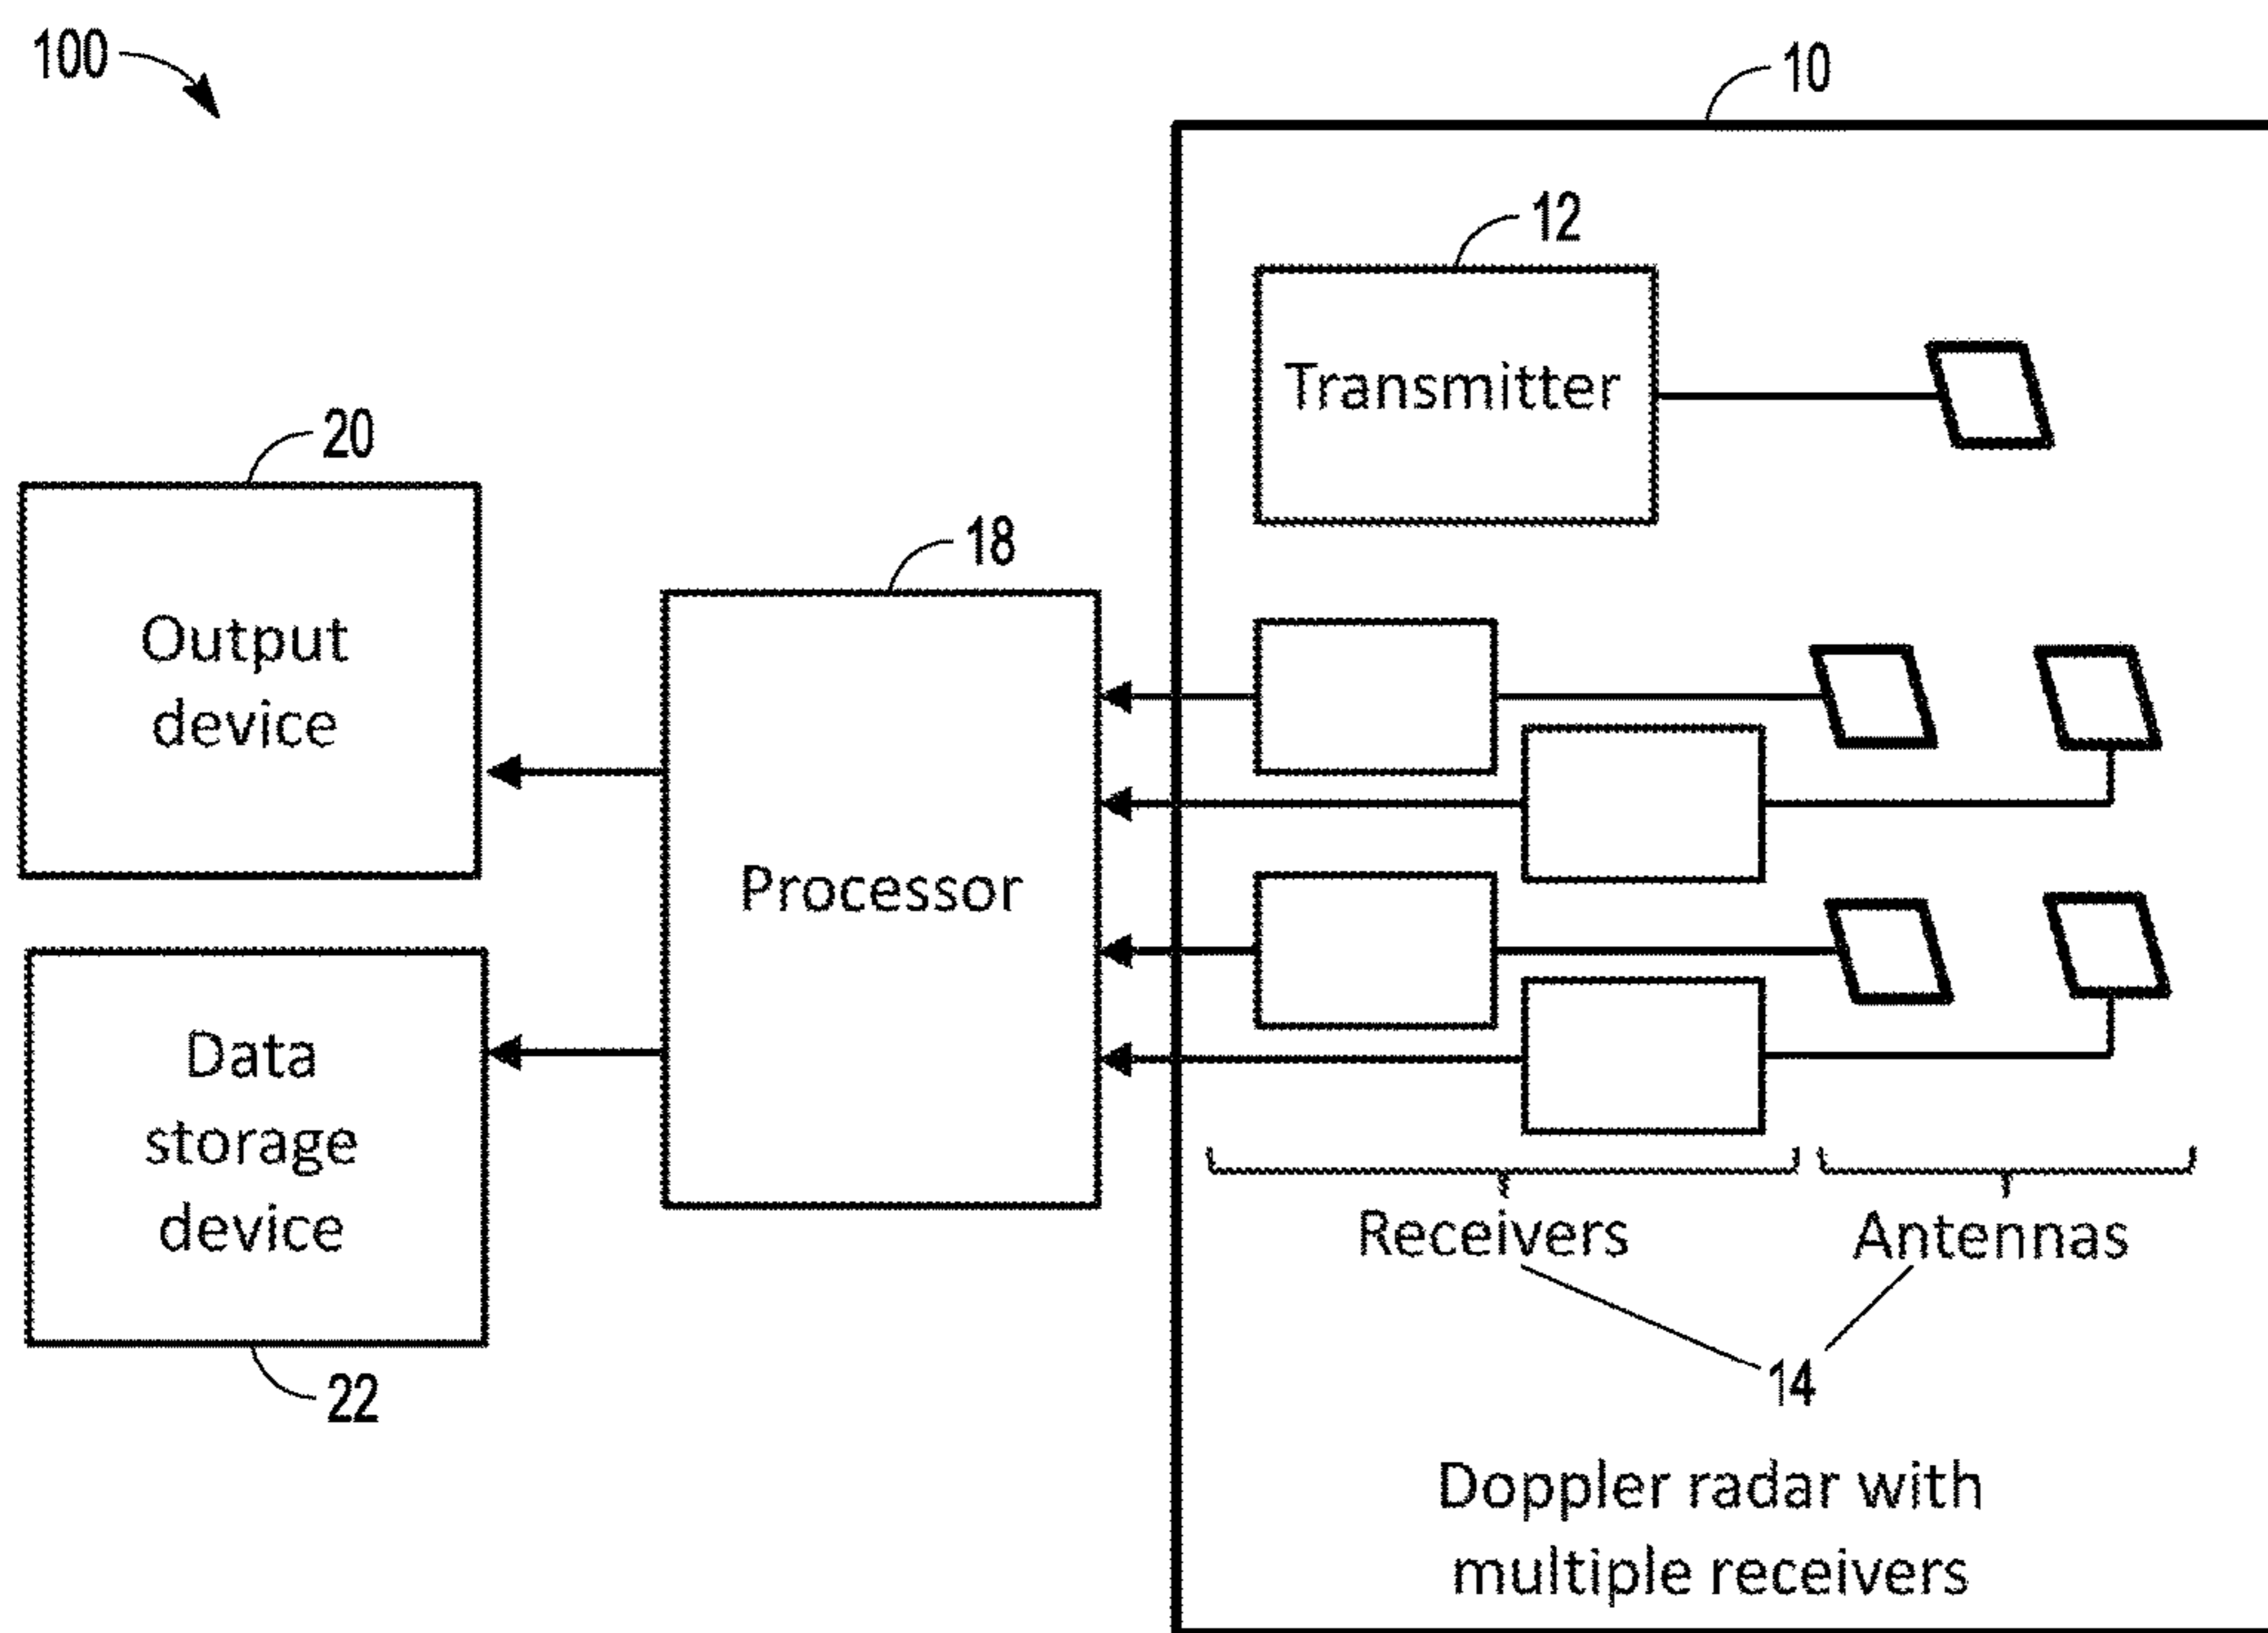 100
10
12
Transmitter
20
Output
device
18
Processor
Data
storage
device
22
Receivers
Antennas
14
Doppler radar with
multiple receivers